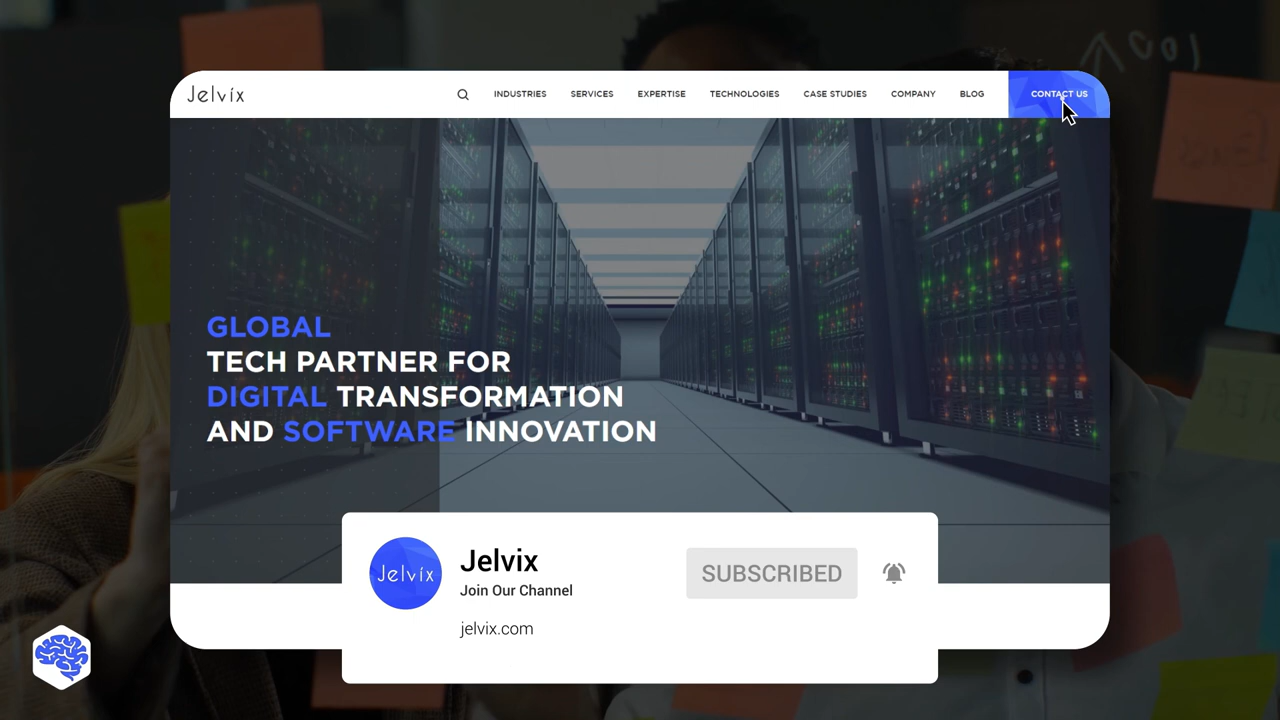 Jelvix
INDUSTRIES SERVICES EXPERTISE TECHNOLOGIES CASE STUDIES COMPANY BLOG CONTACT US
GLOBAL
TECH PARTNER FOR
DIGITAL TRANSFORMATION
AND SOFTWARE INNOVATION
Jelvix
Jelvix
Join Our Channel
SUBSCRIBED
jelvix.com